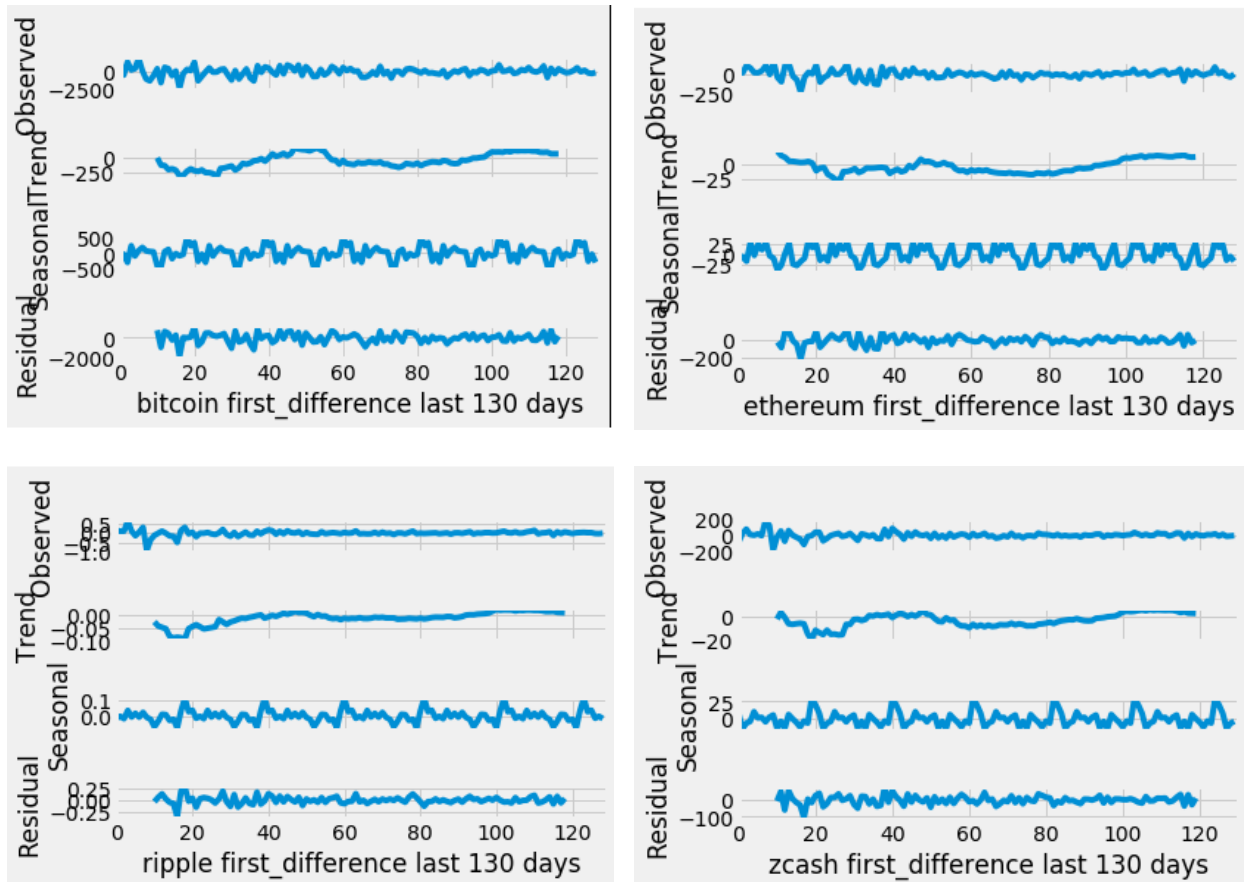 Observed
0
−2500
Trend
0
−250
Seasonal
500
0
−500
Residual
0
−2000
0 20 40 60 80 100 120
bitcoin first_difference last 130 days
Observed
0
−250
Trend
0
−25
Seasonal
25
0
−25
Residual
0
−200
0 20 40 60 80 100 120
ethereum first_difference last 130 days
Observed
0.5
0.0
−0.5
−1.0
Trend
0.00
−0.05
−0.10
Seasonal
0.1
0.0
Residual
0.25
0.00
−0.25
0 20 40 60 80 100 120
ripple first_difference last 130 days
Observed
200
0
−200
Trend
0
−20
Seasonal
25
0
Residual
0
−100
0 20 40 60 80 100 120
zcash first_difference last 130 days